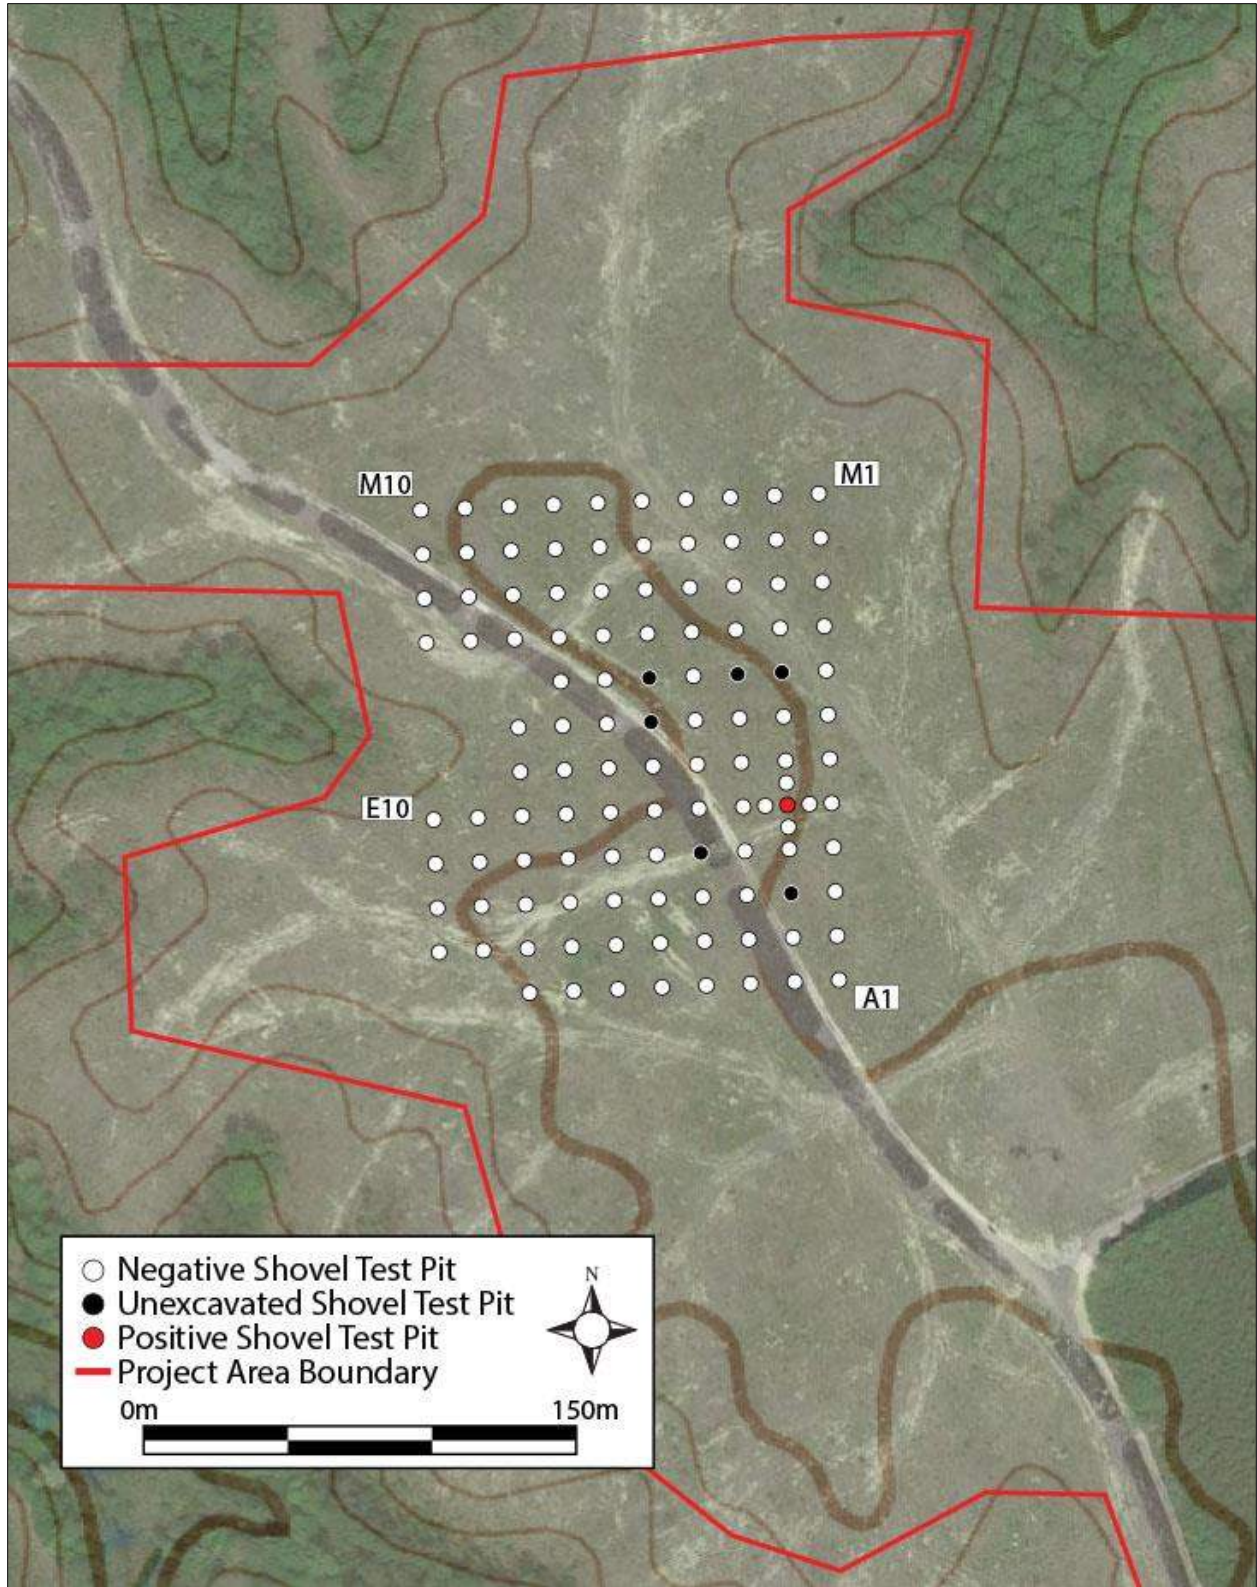 M10
M1
E10
A1
Negative Shovel Test Pit
Unexcavated Shovel Test Pit
Positive Shovel Test Pit
Project Area Boundary
N
0m 150m